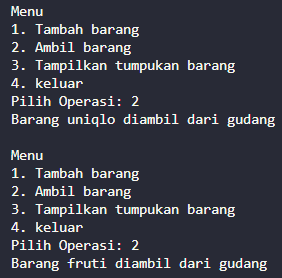 Menu
1. Tambah barang
2. Ambil barang
3. Tampilkan tumpukan barang
4. keluar
Pilih Operasi: 2
Barang uniqlo diambil dari gudang
Menu
1. Tambah barang
2. Ambil barang
3. Tampilkan tumpukan barang
4. keluar
Pilih Operasi: 2
Barang fruti diambil dari gudang